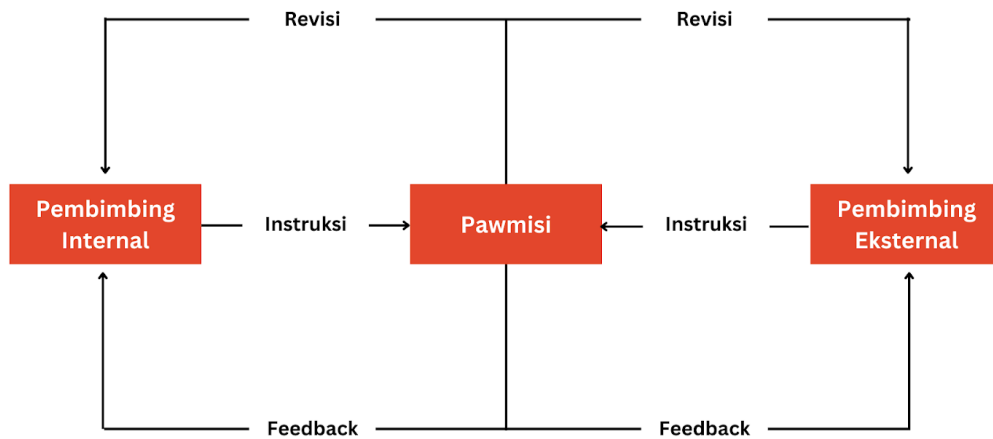 Revisi
Revisi
Pembimbing
Internal
Instruksi
Pawmisi
Instruksi
Pembimbing
Eksternal
Feedback
Feedback